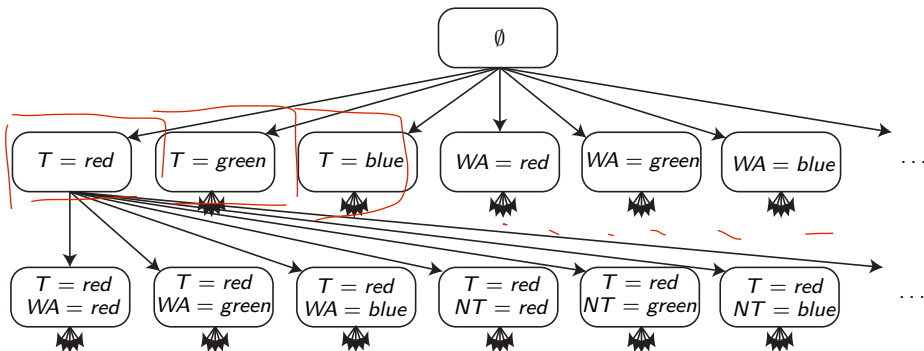 ∅
T = red
T = green
T = blue
WA = red
WA = green
WA = blue
...
T = red
WA = red
T = red
WA = green
T = red
WA = blue
T = red
NT = red
T = red
NT = green
T = red
NT = blue
...